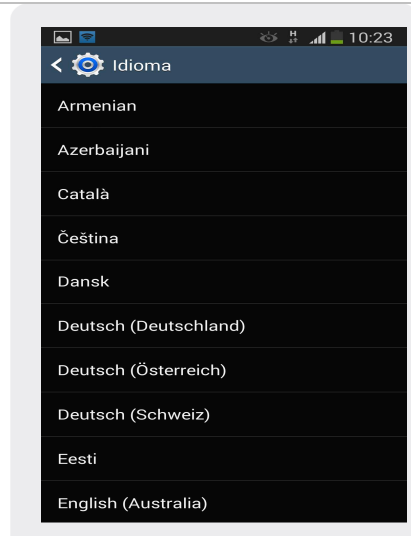 H 10:23
Idioma
Armenian
Azerbaijani
Català
Čeština
Dansk
Deutsch (Deutschland)
Deutsch (Österreich)
Deutsch (Schweiz)
Eesti
English (Australia)